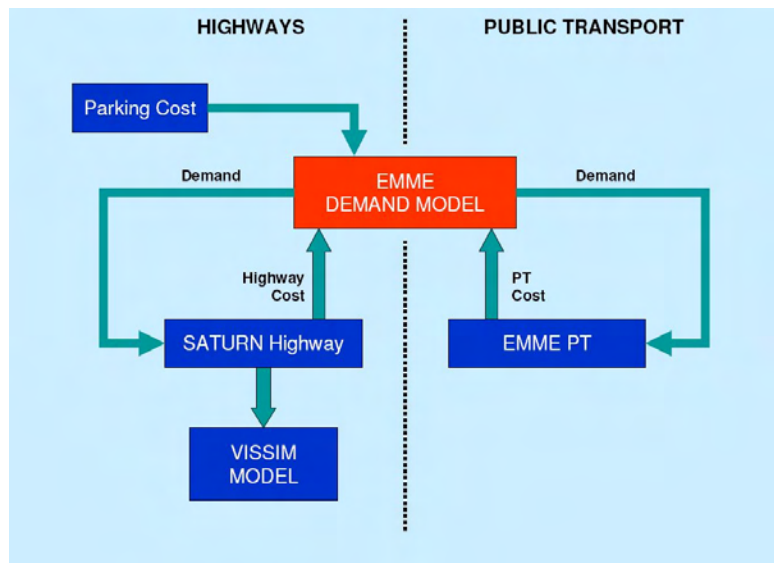 HIGHWAYS
PUBLIC TRANSPORT
Parking Cost
Demand
EMME
DEMAND MODEL
Demand
Highway
Cost
PT
Cost
SATURN Highway
EMME PT
VISSIM
MODEL